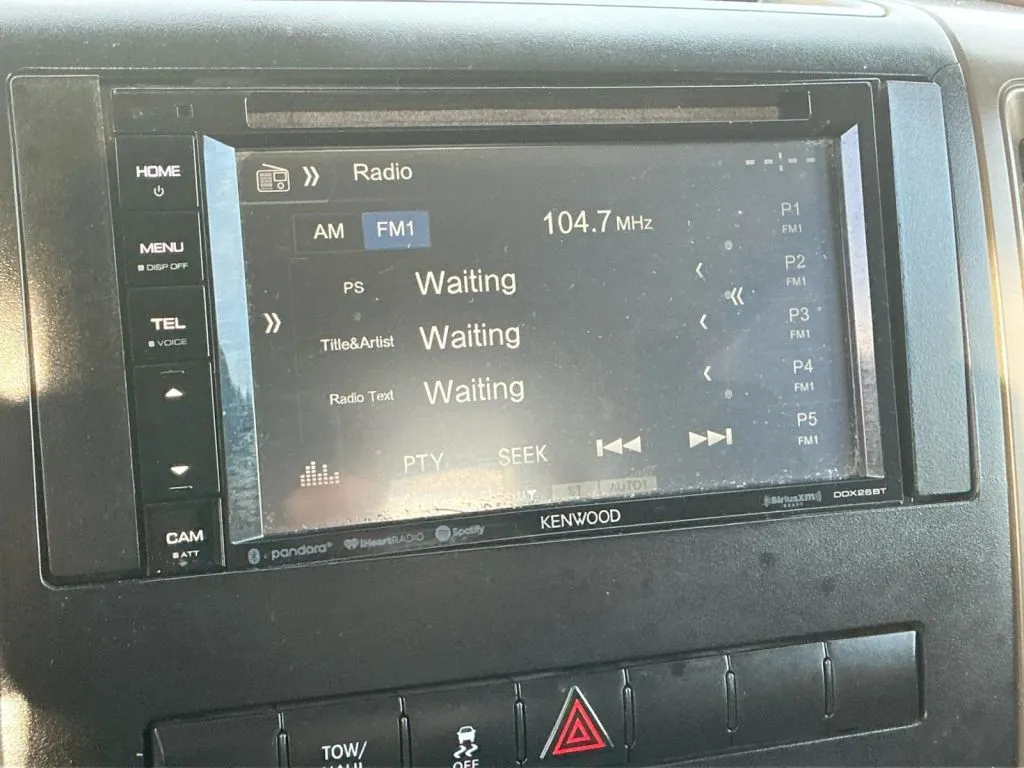 HOME
MENU
DISP OFF
TEL
VOICE
CAM
ATT
Radio
AM FM1 104.7 MHz
PS Waiting
Title&Artist Waiting
Radio Text Waiting
PTY SEEK
ST AUTO1
P1
FM1
P2
FM1
P3
FM1
P4
FM1
P5
FM1
pandora iHeartRADIO Spotify KENWOOD SiriusXM DDX26BT
READY
TOW/
OFF